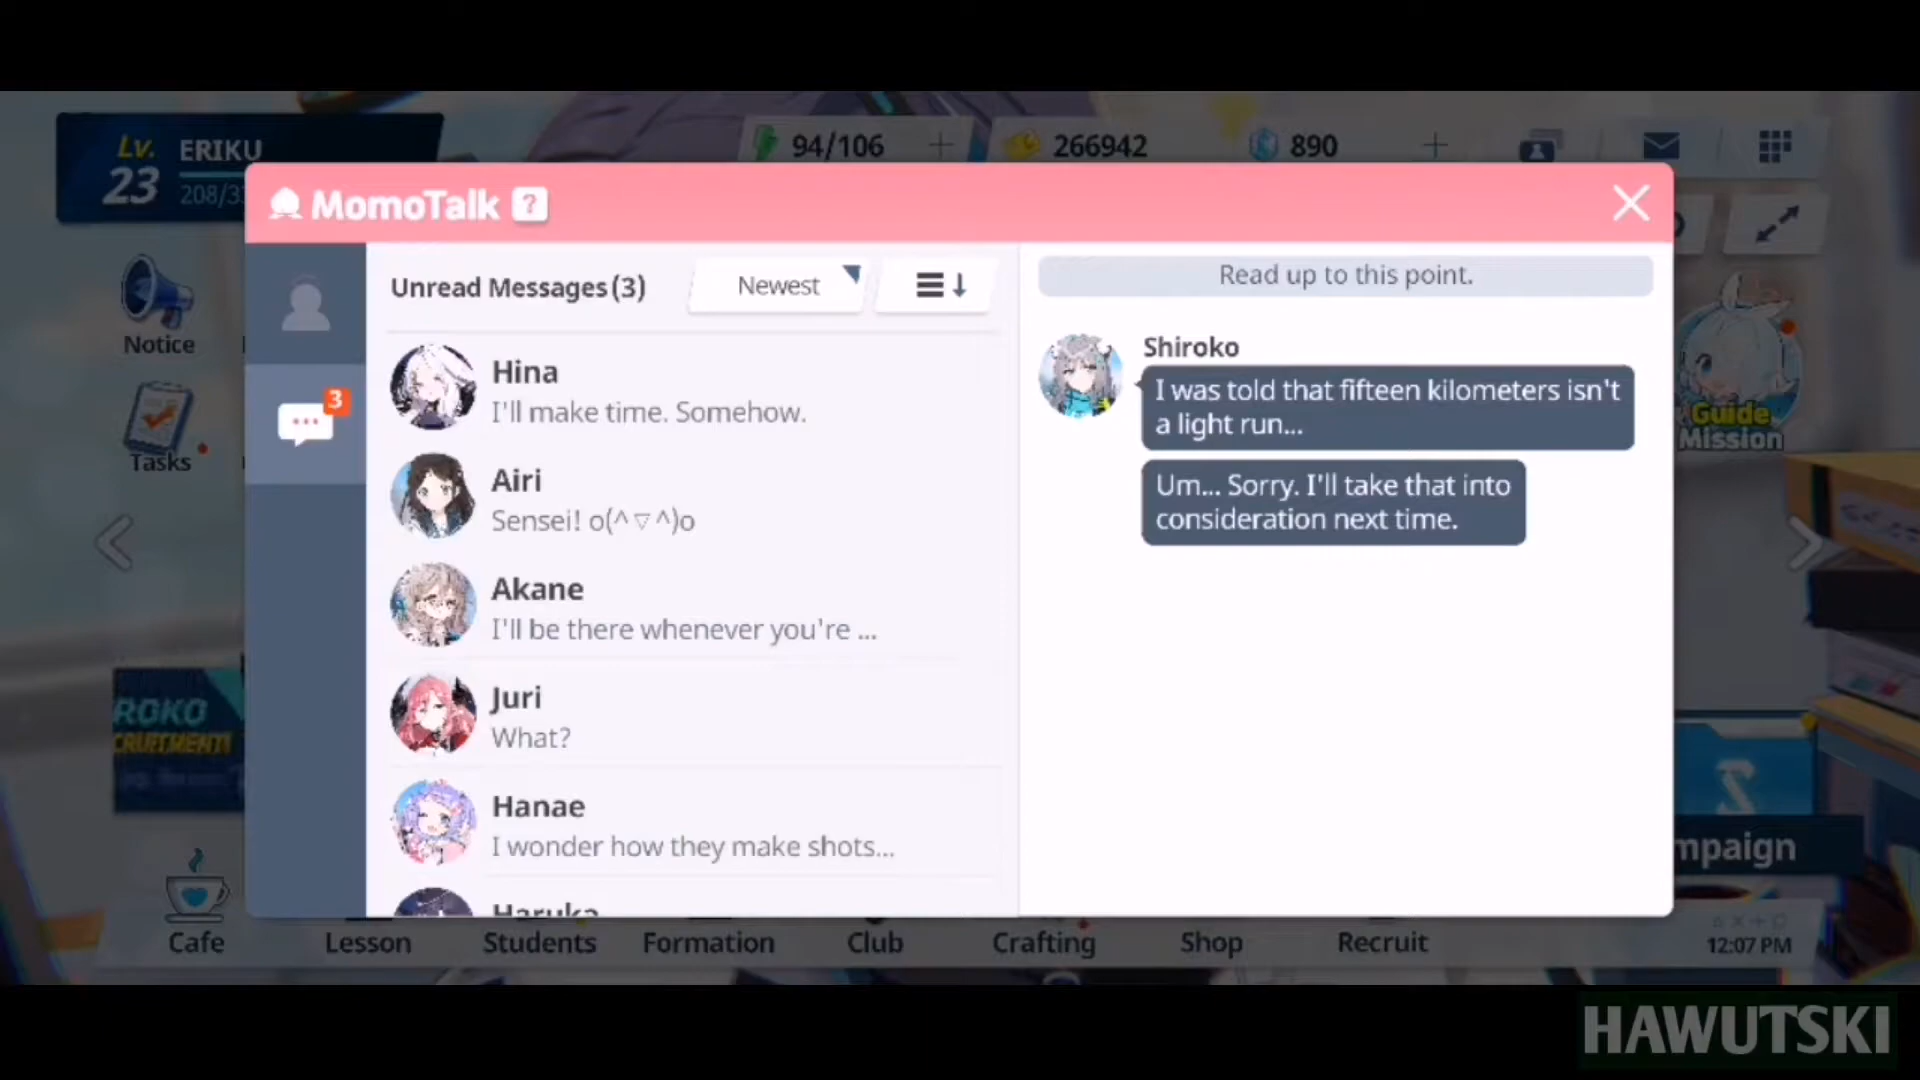 Lv.
23
ERIKU
94/106
266942
890
MomoTalk ?
Notice
Tasks
3
Unread Messages (3)
Newest
Hina
I'll make time. Somehow.
Airi
Sensei! o(^▽^)o
Akane
I'll be there whenever you're ...
Juri
What?
Hanae
I wonder how they make shots...
Haruka
Read up to this point.
Shiroko
I was told that fifteen kilometers isn't
a light run...
Um... Sorry. I'll take that into
consideration next time.
Guide
Mission
mpaign
Cafe
Lesson
Students
Formation
Club
Crafting
Shop
Recruit
12:07 PM
HAWUTSKI